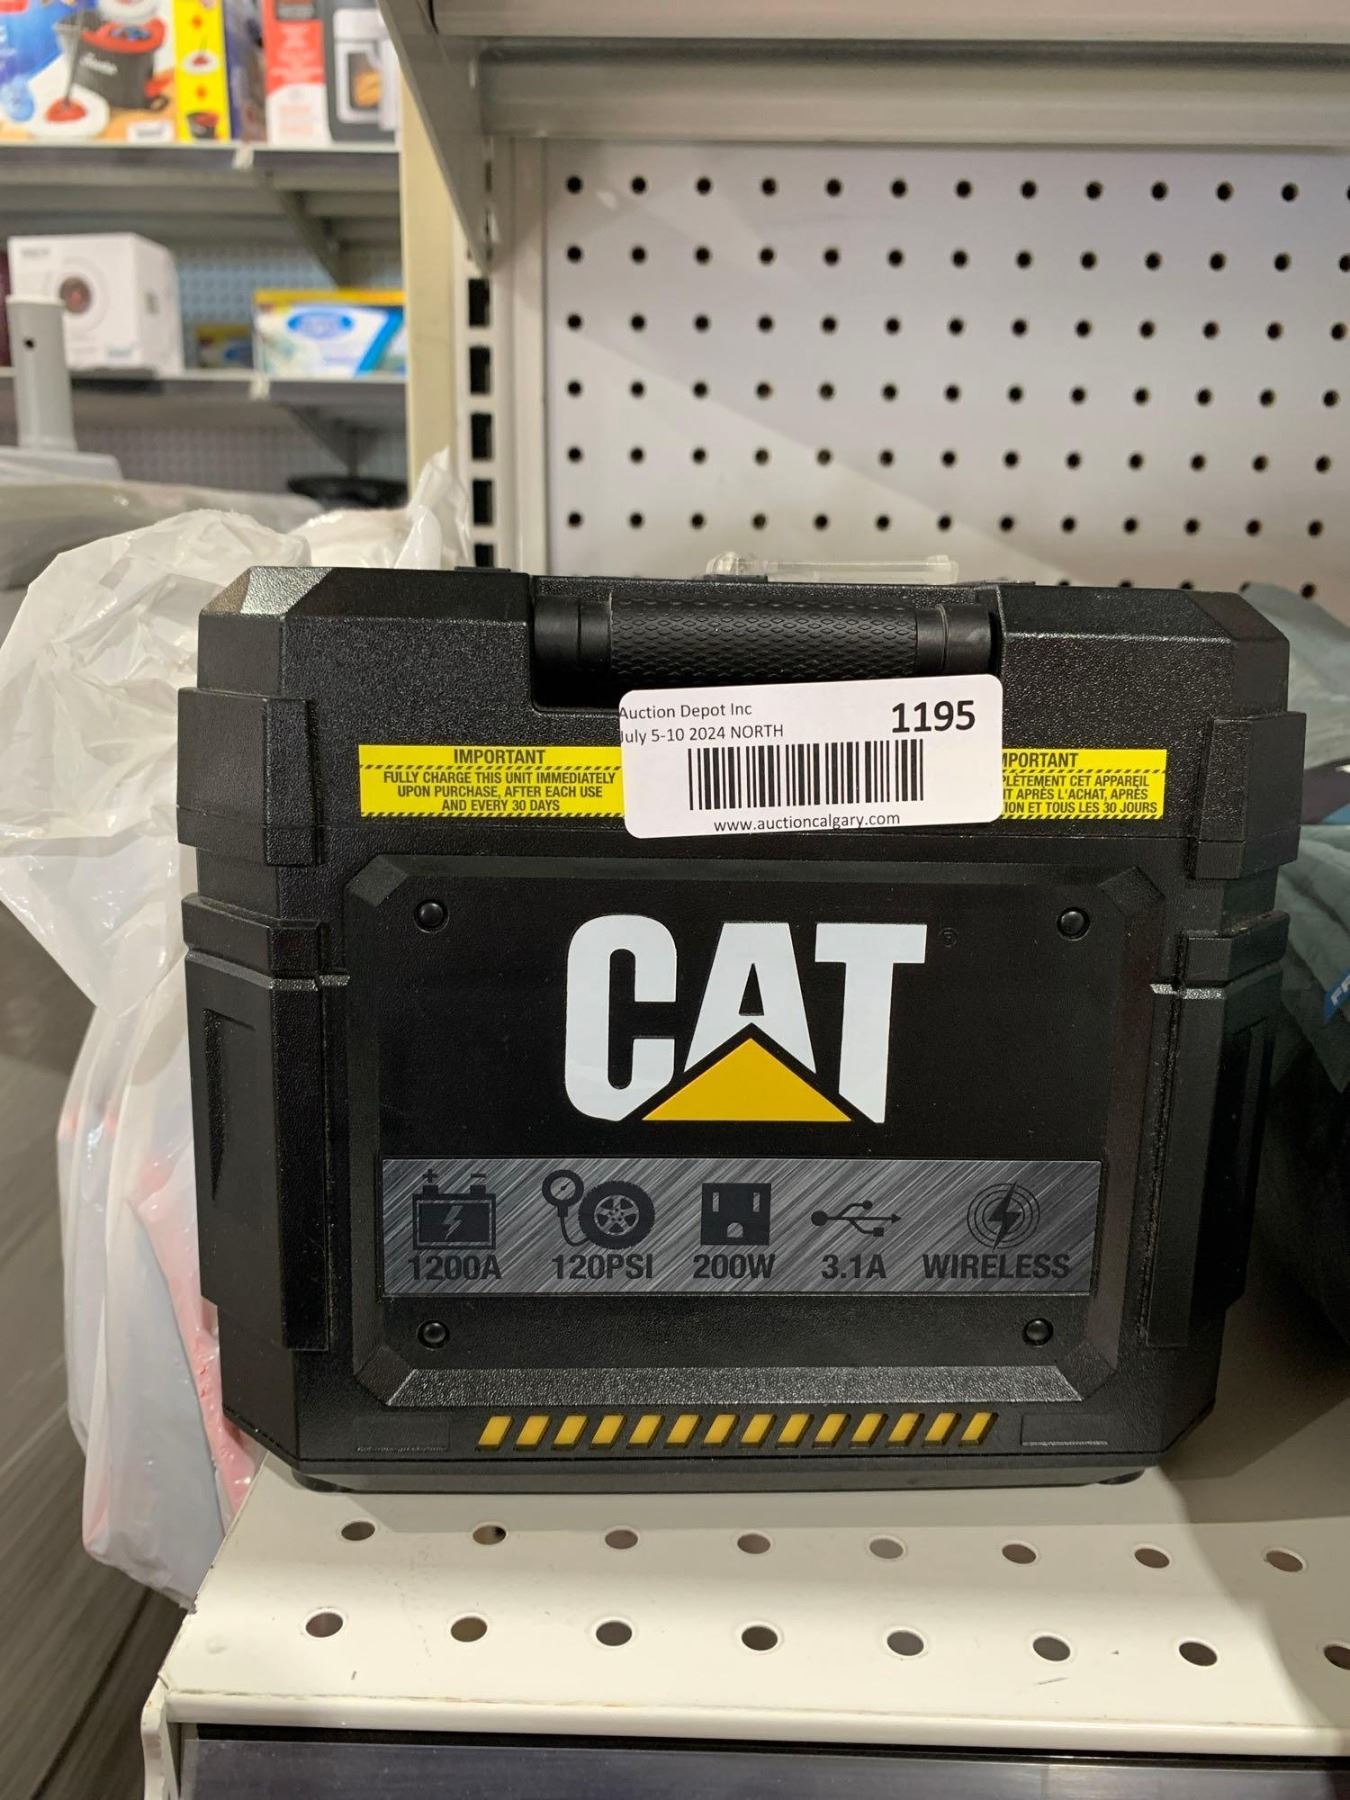 Auction Depot Inc
July 5-10 2024 NORTH
1195
www.auctioncalgary.com
IMPORTANT
FULLY CHARGE THIS UNIT IMMEDIATELY
UPON PURCHASE, AFTER EACH USE
AND EVERY 30 DAYS
MPORTANT
PLÈTEMENT CET APPAREIL
T APRÈS L'ACHAT, APRÈS
ION ET TOUS LES 30 JOURS
CAT
1200A 120PSI 200W 3.1A WIRELESS